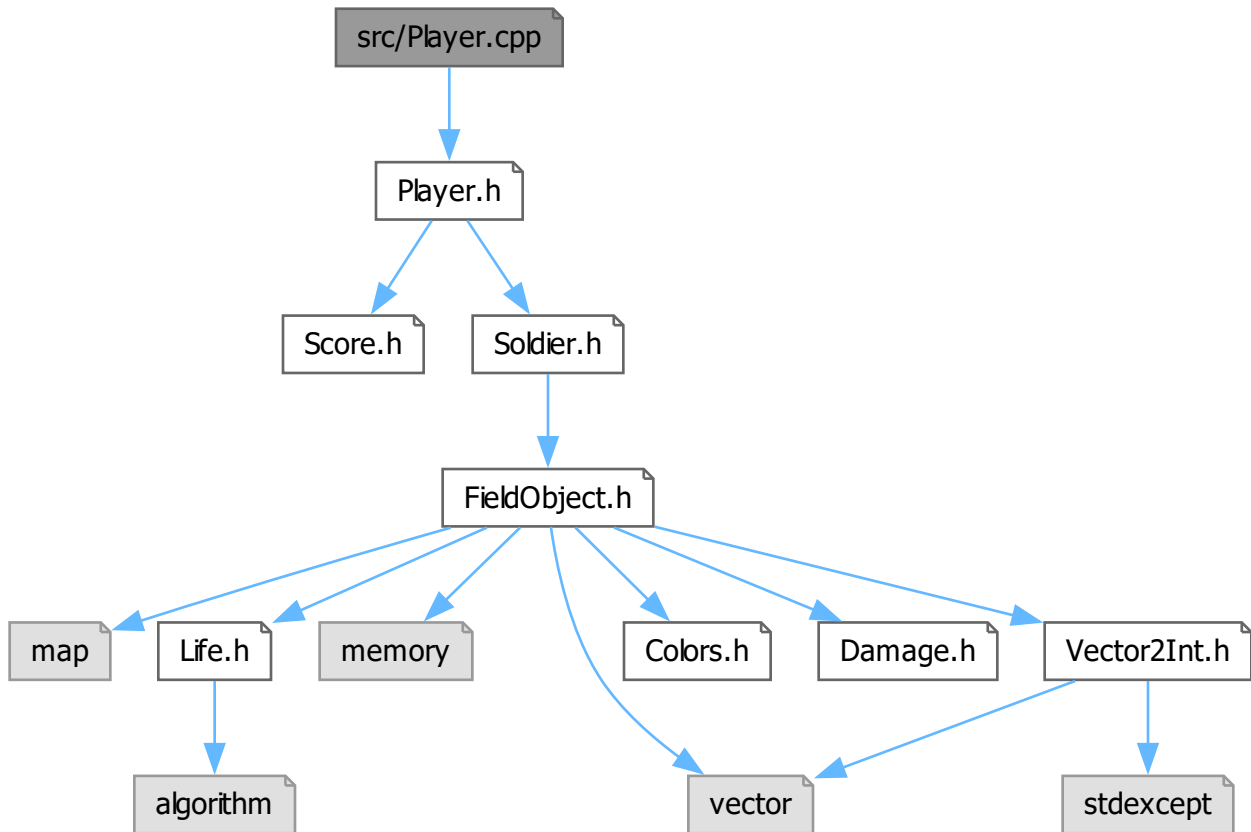 src/Player.cpp
Player.h
Score.h
Soldier.h
FieldObject.h
map
Life.h
memory
Colors.h
Damage.h
Vector2Int.h
algorithm
vector
stdexcept